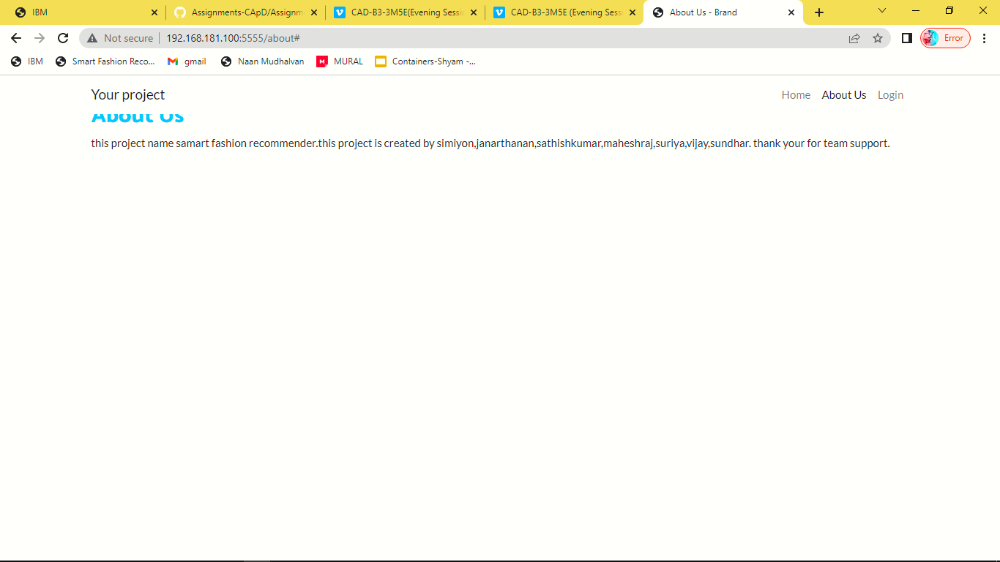 IBM
Assignments-CApD/Assignm
CAD-B3-3M5E(Evening Sessi
CAD-B3-3M5E (Evening Sess
About Us - Brand
Not secure 192.168.181.100:5555/about#
Error
IBM
Smart Fashion Reco...
gmail
Naan Mudhalvan
MURAL
Containers-Shyam -...
Your project
Home
About Us
Login
About Us
this project name samart fashion recommender.this project is created by simiyon,janarthanan,sathishkumar,maheshraj,suriya,vijay,sundhar. thank your for team support.